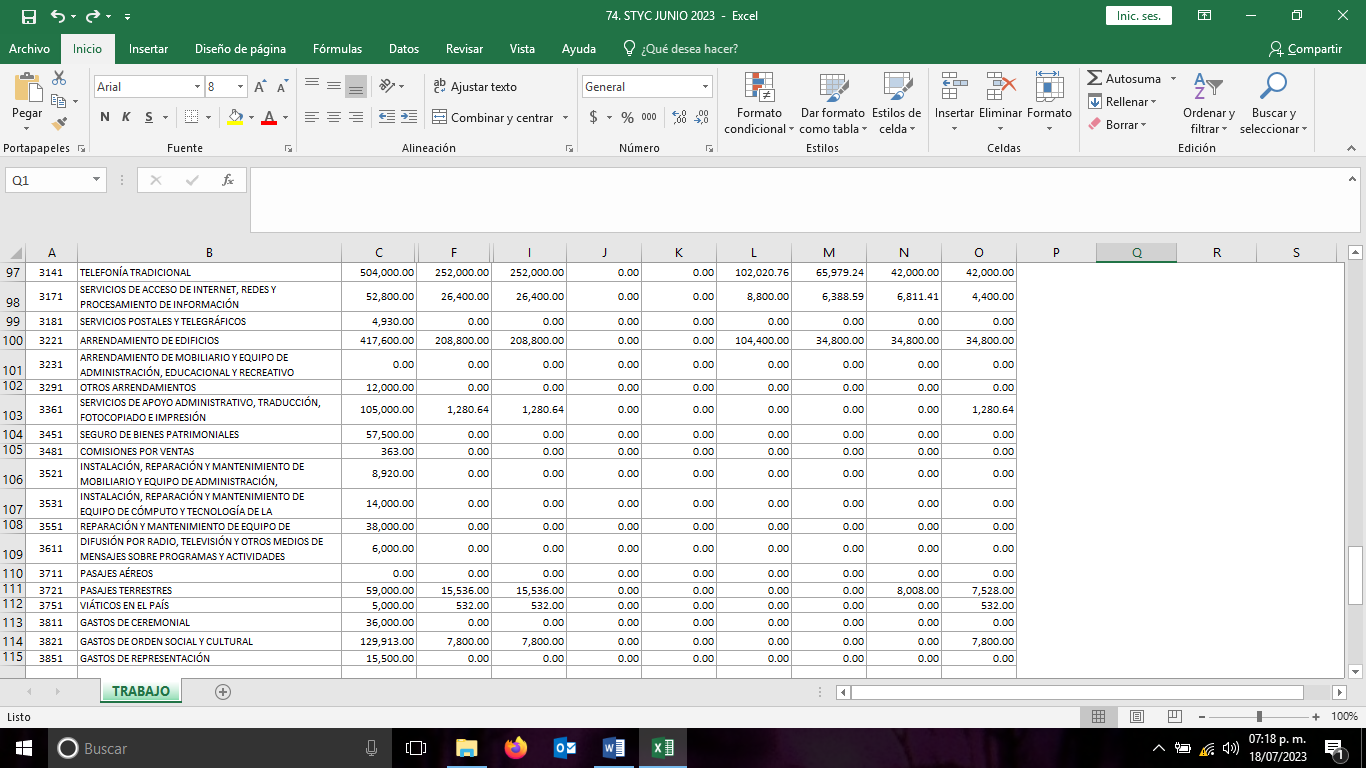 74. STYC JUNIO 2023 - Excel
Inic. ses.
Archivo Inicio Insertar Diseño de página Fórmulas Datos Revisar Vista Ayuda ¿Qué desea hacer? Compartir
Pegar
Portapapeles
Arial 8
N K S
Fuente
Ajustar texto
Combinar y centrar
Alineación
General
$ % 000
Número
Formato condicional
Dar formato como tabla
Estilos de celda
Estilos
Insertar Eliminar Formato
Celdas
Autosuma
Rellenar
Borrar
Ordenar y filtrar
Buscar y seleccionar
Edición
Q1
fx
A B C F I J K L M N O P Q R S
97 3141 TELEFONÍA TRADICIONAL 504,000.00 252,000.00 252,000.00 0.00 0.00 102,020.76 65,979.24 42,000.00 42,000.00
98 3171 SERVICIOS DE ACCESO DE INTERNET, REDES Y
PROCESAMIENTO DE INFORMACIÓN 52,800.00 26,400.00 26,400.00 0.00 0.00 8,800.00 6,388.59 6,811.41 4,400.00
99 3181 SERVICIOS POSTALES Y TELEGRÁFICOS 4,930.00 0.00 0.00 0.00 0.00 0.00 0.00 0.00 0.00
100 3221 ARRENDAMIENTO DE EDIFICIOS 417,600.00 208,800.00 208,800.00 0.00 0.00 104,400.00 34,800.00 34,800.00 34,800.00
101 3231 ARRENDAMIENTO DE MOBILIARIO Y EQUIPO DE
ADMINISTRACIÓN, EDUCACIONAL Y RECREATIVO 0.00 0.00 0.00 0.00 0.00 0.00 0.00 0.00 0.00
102 3291 OTROS ARRENDAMIENTOS 12,000.00 0.00 0.00 0.00 0.00 0.00 0.00 0.00 0.00
103 3361 SERVICIOS DE APOYO ADMINISTRATIVO, TRADUCCIÓN,
FOTOCOPIADO E IMPRESIÓN 105,000.00 1,280.64 1,280.64 0.00 0.00 0.00 0.00 0.00 1,280.64
104 3451 SEGURO DE BIENES PATRIMONIALES 57,500.00 0.00 0.00 0.00 0.00 0.00 0.00 0.00 0.00
105 3481 COMISIONES POR VENTAS 363.00 0.00 0.00 0.00 0.00 0.00 0.00 0.00 0.00
106 3521 INSTALACIÓN, REPARACIÓN Y MANTENIMIENTO DE
MOBILIARIO Y EQUIPO DE ADMINISTRACIÓN, 8,920.00 0.00 0.00 0.00 0.00 0.00 0.00 0.00 0.00
107 3531 INSTALACIÓN, REPARACIÓN Y MANTENIMIENTO DE
EQUIPO DE CÓMPUTO Y TECNOLOGÍA DE LA 14,000.00 0.00 0.00 0.00 0.00 0.00 0.00 0.00 0.00
108 3551 REPARACIÓN Y MANTENIMIENTO DE EQUIPO DE 38,000.00 0.00 0.00 0.00 0.00 0.00 0.00 0.00 0.00
109 3611 DIFUSIÓN POR RADIO, TELEVISIÓN Y OTROS MEDIOS DE
MENSAJES SOBRE PROGRAMAS Y ACTIVIDADES 6,000.00 0.00 0.00 0.00 0.00 0.00 0.00 0.00 0.00
110 3711 PASAJES AÉREOS 0.00 0.00 0.00 0.00 0.00 0.00 0.00 0.00 0.00
111 3721 PASAJES TERRESTRES 59,000.00 15,536.00 15,536.00 0.00 0.00 0.00 0.00 8,008.00 7,528.00
112 3751 VIÁTICOS EN EL PAÍS 5,000.00 532.00 532.00 0.00 0.00 0.00 0.00 0.00 532.00
113 3811 GASTOS DE CEREMONIAL 36,000.00 0.00 0.00 0.00 0.00 0.00 0.00 0.00 0.00
114 3821 GASTOS DE ORDEN SOCIAL Y CULTURAL 129,913.00 7,800.00 7,800.00 0.00 0.00 0.00 0.00 0.00 7,800.00
115 3851 GASTOS DE REPRESENTACIÓN 15,500.00 0.00 0.00 0.00 0.00 0.00 0.00 0.00 0.00
TRABAJO
Listo 100%
Buscar
07:18 p. m.
18/07/2023
1